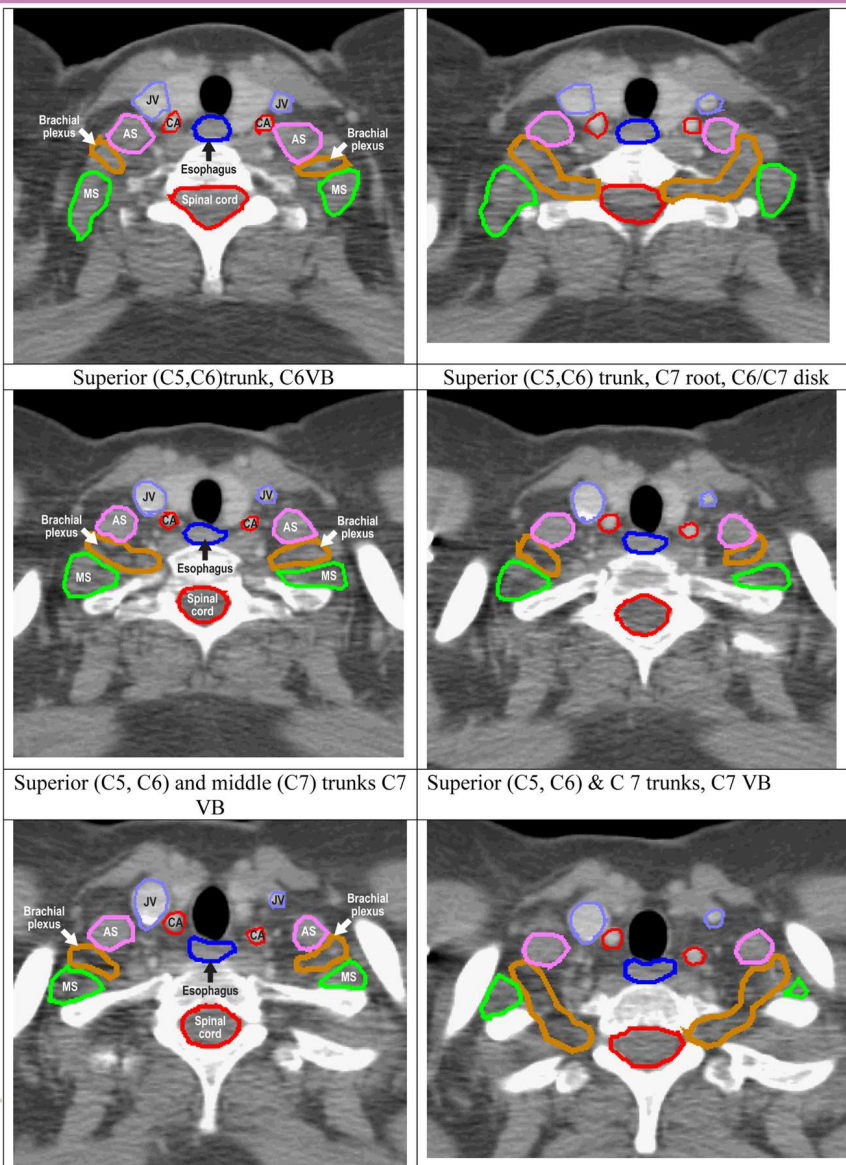 JV
JV
CA
CA
Brachial
plexus
AS
AS
Brachial
plexus
Esophagus
MS
MS
Spinal cord
Superior (C5,C6)trunk, C6VB
Superior (C5,C6) trunk, C7 root, C6/C7 disk
JV
JV
CA
CA
AS
AS
Brachial
plexus
Brachial
plexus
Esophagus
MS
MS
Spinal
cord
Superior (C5, C6) and middle (C7) trunks C7
VB
Superior (C5, C6) & C 7 trunks, C7 VB
JV
JV
CA
CA
Brachial
plexus
AS
AS
Brachial
plexus
MS
MS
Esophagus
Spinal
cord